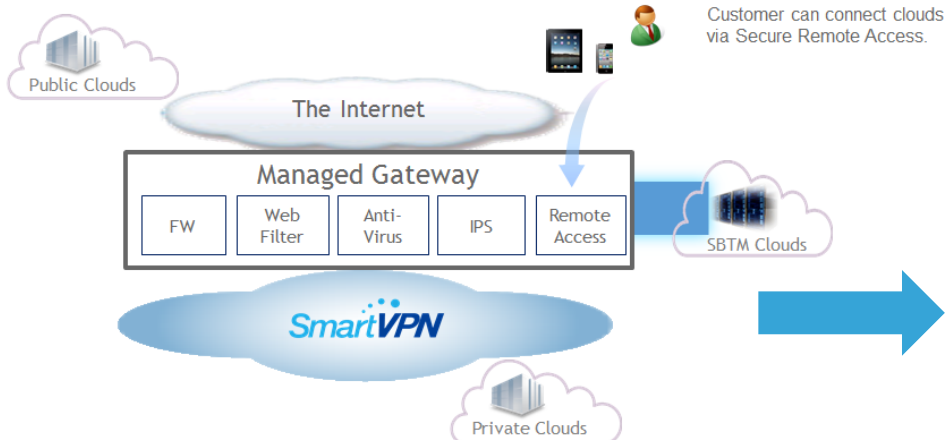 Customer can connect clouds
via Secure Remote Access.
Public Clouds
The Internet
Managed Gateway
FW
Web
Filter
Anti-
Virus
IPS
Remote
Access
SBTM Clouds
SmartVPN
Private Clouds